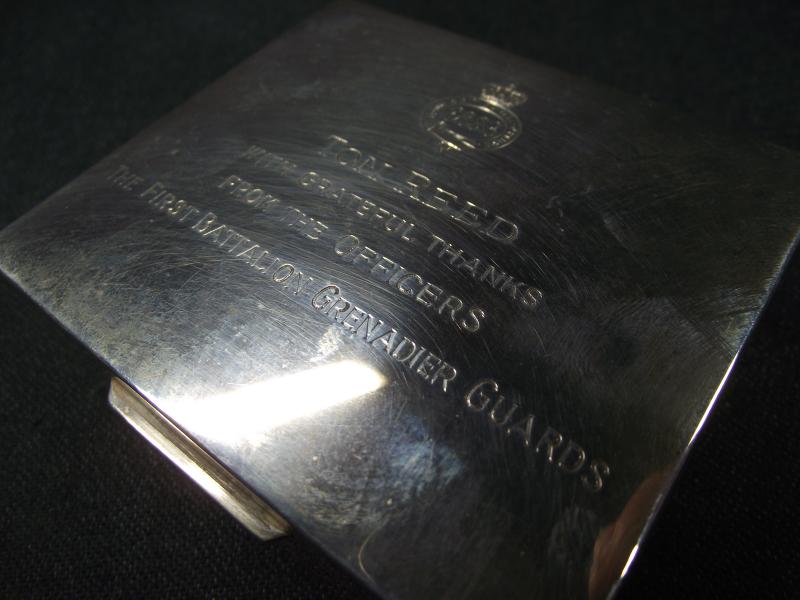 TOM REED
WITH GRATEFUL THANKS
FROM THE OFFICERS
THE FIRST BATTALION GRENADIER GUARDS